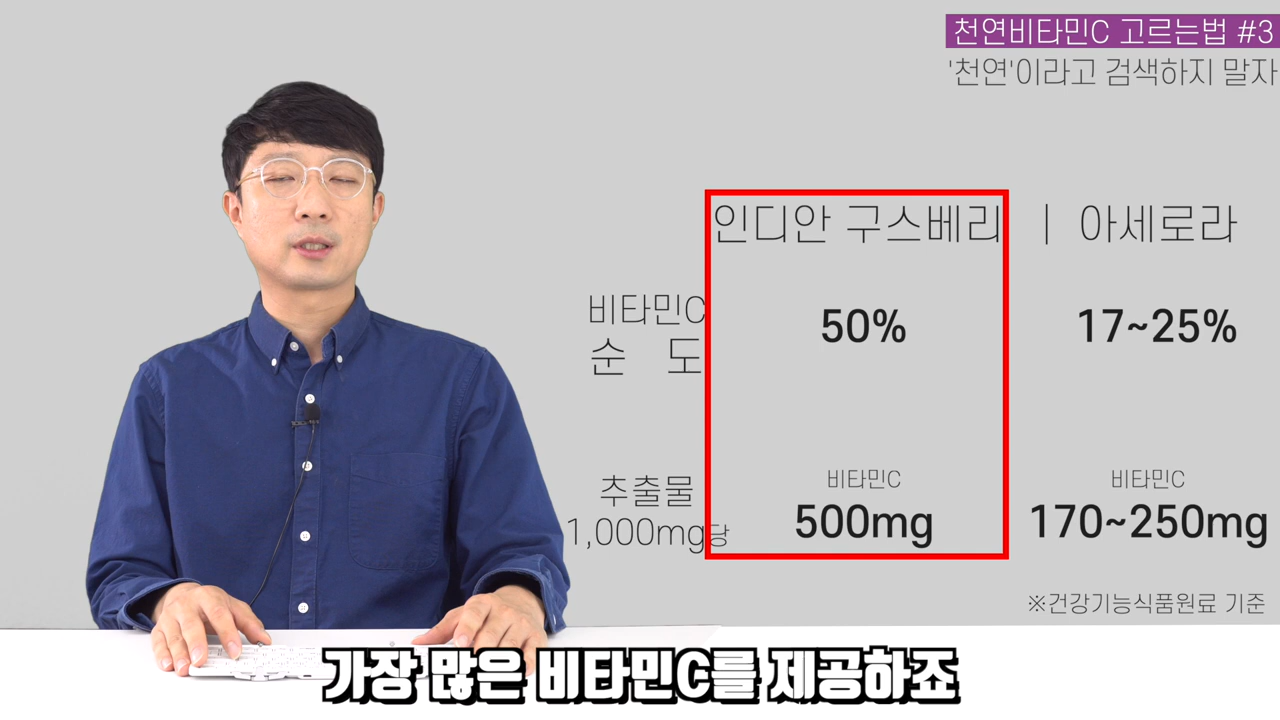 천연비타민C 고르는법 #3
'천연'이라고 검색하지 말자
인디안 구스베리 | 아세로라
비타민C 순 도
50%
17~25%
추출물 1,000mg당
비타민C
500mg
비타민C
170~250mg
※건강기능식품원료 기준
가장 많은 비타민C를 제공하죠